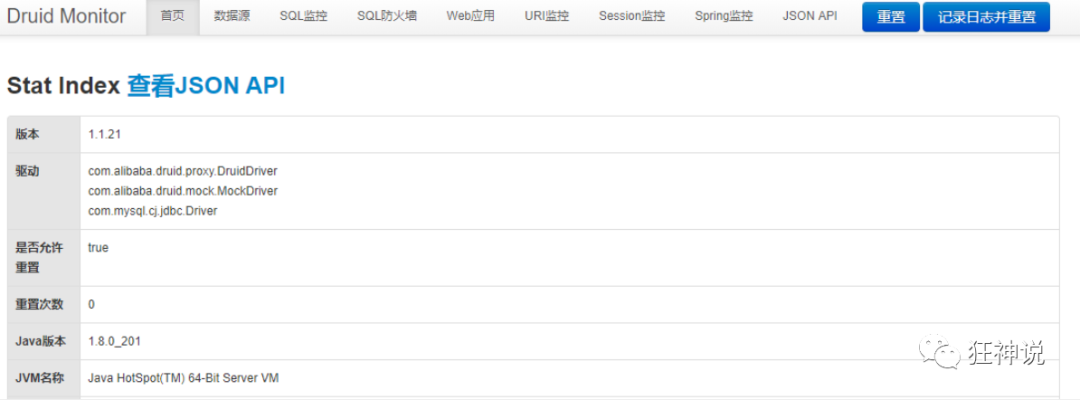 Druid Monitor 首页 数据源 SQL监控 SQL防火墙 Web应用 URI监控 Session监控 Spring监控 JSON API 重置 记录日志并重置
Stat Index 查看JSON API
版本 1.1.21
驱动 com.alibaba.druid.proxy.DruidDriver
com.alibaba.druid.mock.MockDriver
com.mysql.cj.jdbc.Driver
是否允许 true
重置
重置次数 0
Java版本 1.8.0_201
狂神说
JVM名称 Java HotSpot(TM) 64-Bit Server VM